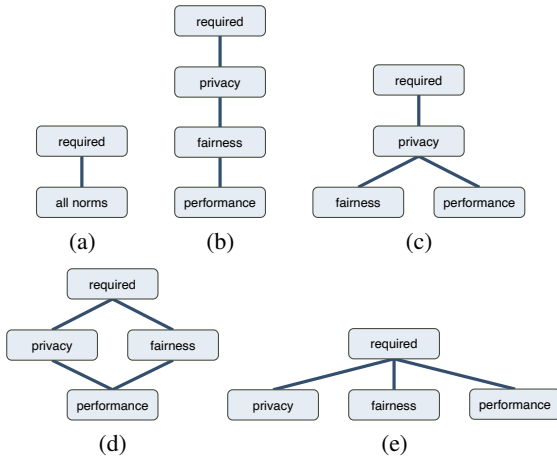 required
all norms
(a)
required
privacy
fairness
performance
(b)
required
privacy
fairness performance
(c)
required
privacy fairness
performance
(d)
required
privacy fairness performance
(e)